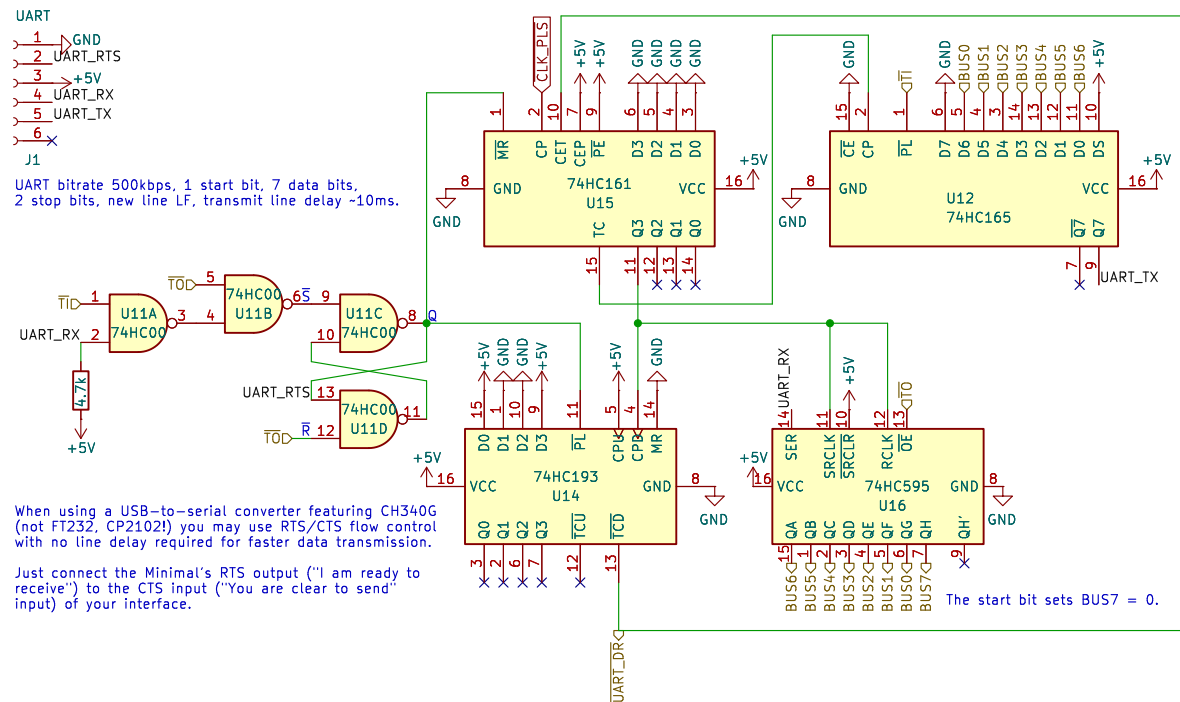 UART
1 GND
2 UART_RTS
3 +5V
4 UART_RX
5 UART_TX
6
J1
UART bitrate 500kbps, 1 start bit, 7 data bits,
2 stop bits, new line LF, transmit line delay ~10ms.
CLK_PLS +5V +5V GND GND GND GND
1 2 10 7 9 6 5 4 3
MR CP CET CEP PE D3 D2 D1 D0
8 GND 74HC161 VCC 16 +5V
GND U15
TC Q3 Q2 Q1 Q0
15 11 12 13 14
GND TI GND BUS0 BUS1 BUS2 BUS3 BUS4 BUS5 BUS6 +5V
15 2 1 6 5 4 3 14 13 12 11 10
CE CP PL D7 D6 D5 D4 D3 D2 D1 D0 DS
8 GND U12 VCC 16 +5V
GND 74HC165
Q7 Q7
7 9 UART_TX
TO 5 74HC00 6 S 9
TI 1 U11A 3 4 U11B U11C 8 Q
UART_RX 2 74HC00 10 74HC00
4.7k
+5V
UART_RTS 13 74HC00 11
TO R 12 U11D
+5V GND GND +5V +5V GND
15 1 10 9 11 5 4 14
D0 D1 D2 D3 PL CPU CPD MR
+5V 16 VCC 74HC193 GND 8
U14 GND
Q0 Q1 Q2 Q3 TCU TCD
3 2 6 7 12 13
UART_DR
UART_RX +5V TO
14 11 10 12 13
SER SRCLK SRCLR RCLK OE
+5V 16 VCC 74HC595 GND 8
U16 GND
QA QB QC QD QE QF QG QH QH'
15 1 2 3 4 5 6 7 9
BUS6 BUS5 BUS4 BUS3 BUS2 BUS1 BUS0 BUS7
The start bit sets BUS7 = 0.
When using a USB-to-serial converter featuring CH340G
(not FT232, CP2102!) you may use RTS/CTS flow control
with no line delay required for faster data transmission.
Just connect the Minimal's RTS output ("I am ready to
receive") to the CTS input ("You are clear to send"
input) of your interface.